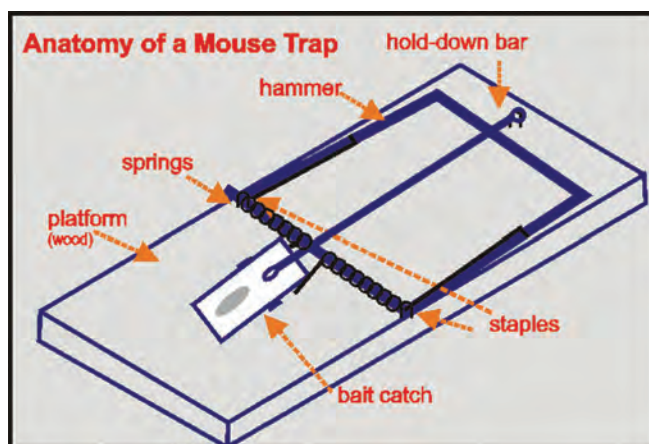 Anatomy of a Mouse Trap
hold-down bar
hammer
springs
platform
(wood)
staples
bait catch